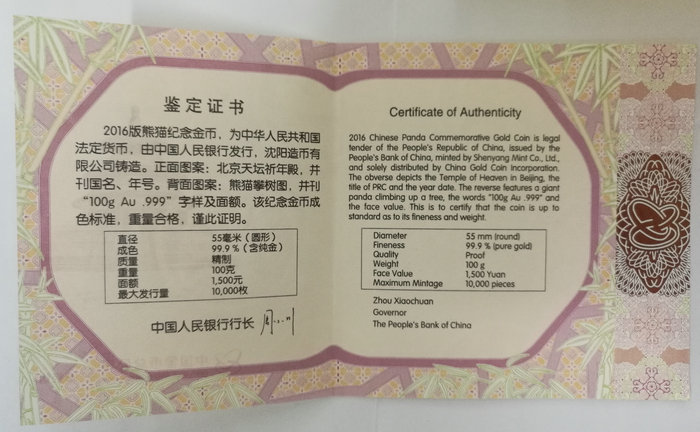 鉴定证书
2016版熊猫纪念金币，为中华人民共和国
法定货币，由中国人民银行发行，沈阳造币有
限公司铸造。正面图案：北京天坛祈年殿，并
刊国名、年号。背面图案：熊猫攀树图，并刊
“100g Au .999”字样及面额。该纪念金币成
色标准，重量合格，谨此证明。
直径 55毫米（圆形）
成色 99.9％（含纯金）
质量 精制
重量 100克
面额 1,500元
最大发行量 10,000枚
中国人民银行行长
Certificate of Authenticity
2016 Chinese Panda Commemorative Gold Coin is legal
tender of the People's Republic of China, issued by the
People's Bank of China, minted by Shenyang Mint Co., Ltd.,
and solely distributed by China Gold Coin Incorporation.
The obverse depicts the Temple of Heaven in Beijing, the
title of PRC and the year date. The reverse features a giant
panda climbing up a tree, the words "100g Au .999" and
the face value. This is to certify that the coin is up to
standard as to its fineness and weight.
Diameter 55 mm (round)
Fineness 99.9 % (pure gold)
Quality Proof
Weight 100 g
Face Value 1,500 Yuan
Maximum Mintage 10,000 pieces
Zhou Xiaochuan
Governor
The People's Bank of China